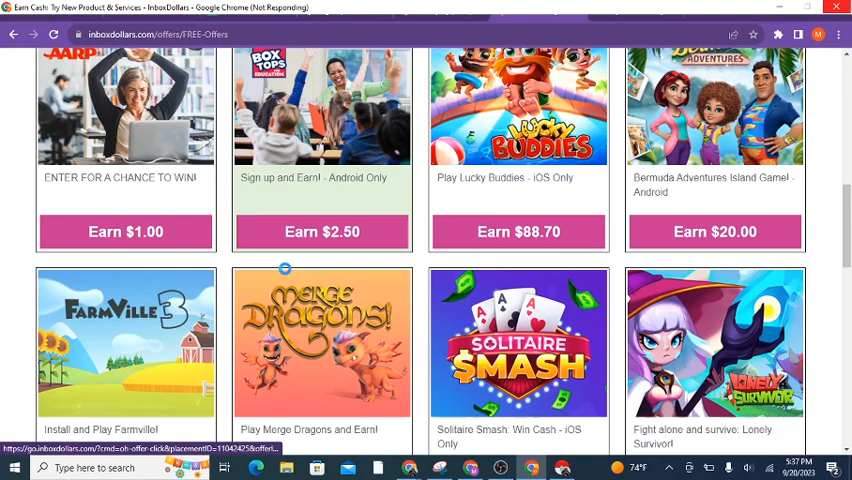 Earn Cash: Try New Product & Services - InboxDollars - Google Chrome (Not Responding)
inboxdollars.com/offers/FREE-Offers
M
AARP
BOX TOPS FOR EDUCATION
LUCKY BUDDIES
ADVENTURES
ENTER FOR A CHANCE TO WIN!
Sign up and Earn! - Android Only
Play Lucky Buddies - iOS Only
Bermuda Adventures Island Game! - Android
Earn $1.00
Earn $2.50
Earn $88.70
Earn $20.00
FARMVILLE 3
MERGE DRAGONS!
A A A
SOLITAIRE $MASH
LONELY SURVIVOR
Install and Play Farmville!
Play Merge Dragons and Earn!
Solitaire Smash: Win Cash - iOS Only
Fight alone and survive: Lonely Survivor!
https://go.inboxdollars.com/?cmd=oh-offer-click&placementID=11042425&offerI...
Type here to search
74°F
5:37 PM
9/20/2023
2